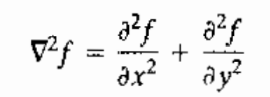 ∇²f = ∂²f/∂x² + ∂²f/∂y²